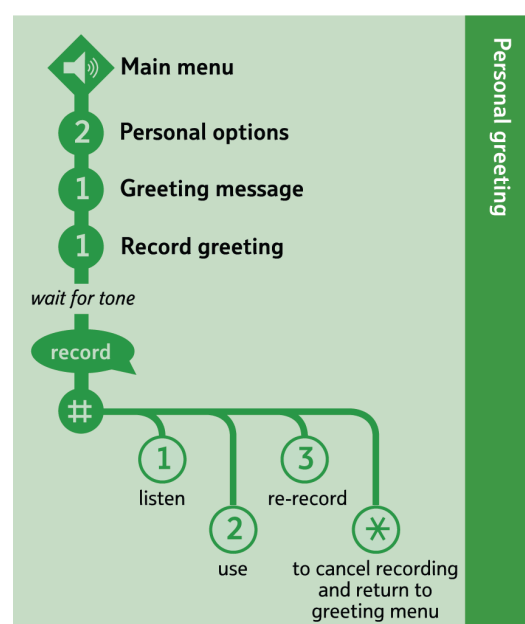 Main menu
2 Personal options
1 Greeting message
1 Record greeting
wait for tone
record
#
1
listen
2
use
3
re-record
*
to cancel recording
and return to
greeting menu
Personal greeting